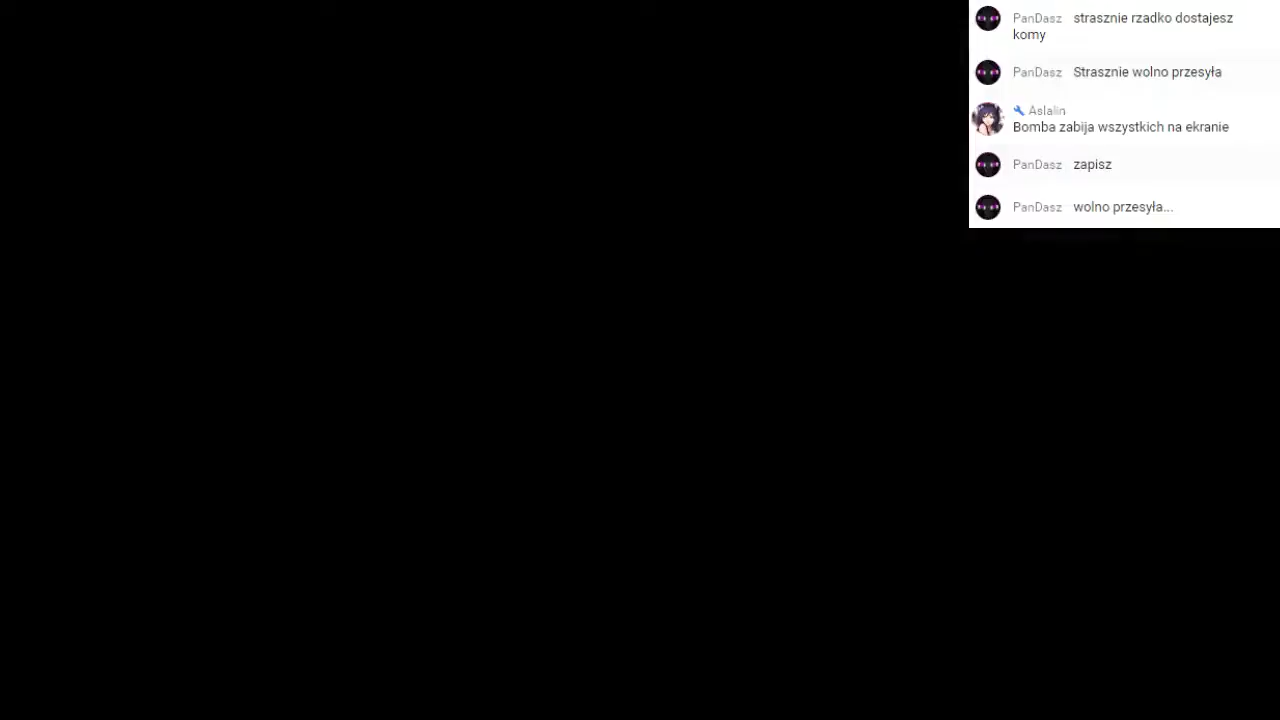 PanDasz strasznie rzadko dostajesz
komy
PanDasz Strasznie wolno przesyła
Aslalin
Bomba zabija wszystkich na ekranie
PanDasz zapisz
PanDasz wolno przesyła...